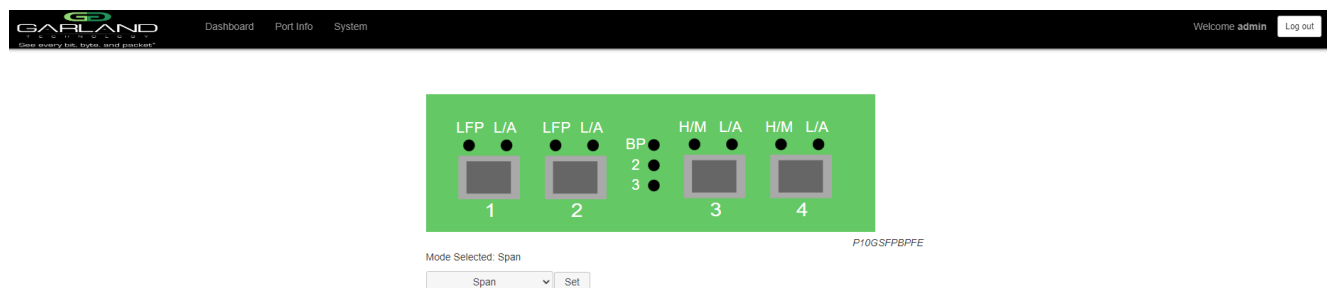 GARLAND
TECHNOLOGY
See every bit, byte, and packet®
Dashboard Port Info System
Welcome admin Log out
LFP L/A LFP L/A H/M L/A H/M L/A
BP
2
3
1 2 3 4
P10GSFPBPFE
Mode Selected: Span
Span Set